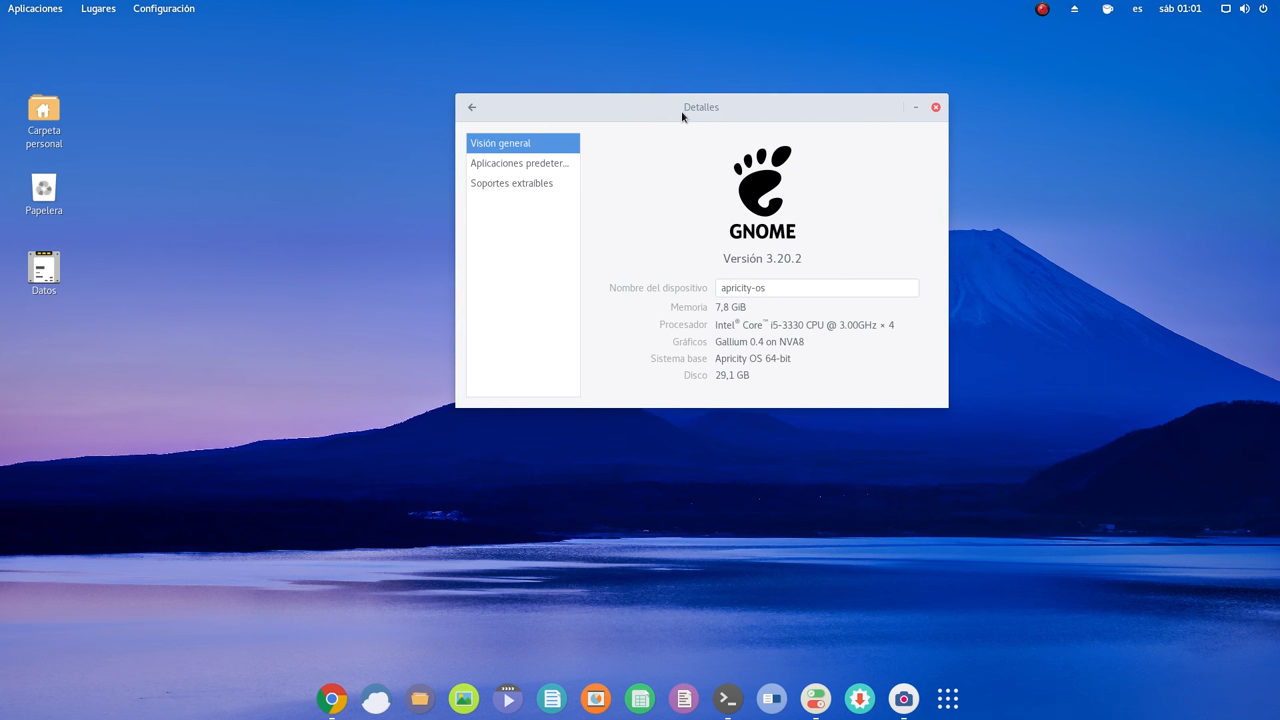 Aplicaciones Lugares Configuración es sáb 01:01
Carpeta
personal
Papelera
Datos
Detalles
Visión general
Aplicaciones predeter...
Soportes extraíbles
GNOME
Versión 3.20.2
Nombre del dispositivo apricity-os
Memoria 7,8 GiB
Procesador Intel® Core™ i5-3330 CPU @ 3.00GHz × 4
Gráficos Gallium 0.4 on NVA8
Sistema base Apricity OS 64-bit
Disco 29,1 GB